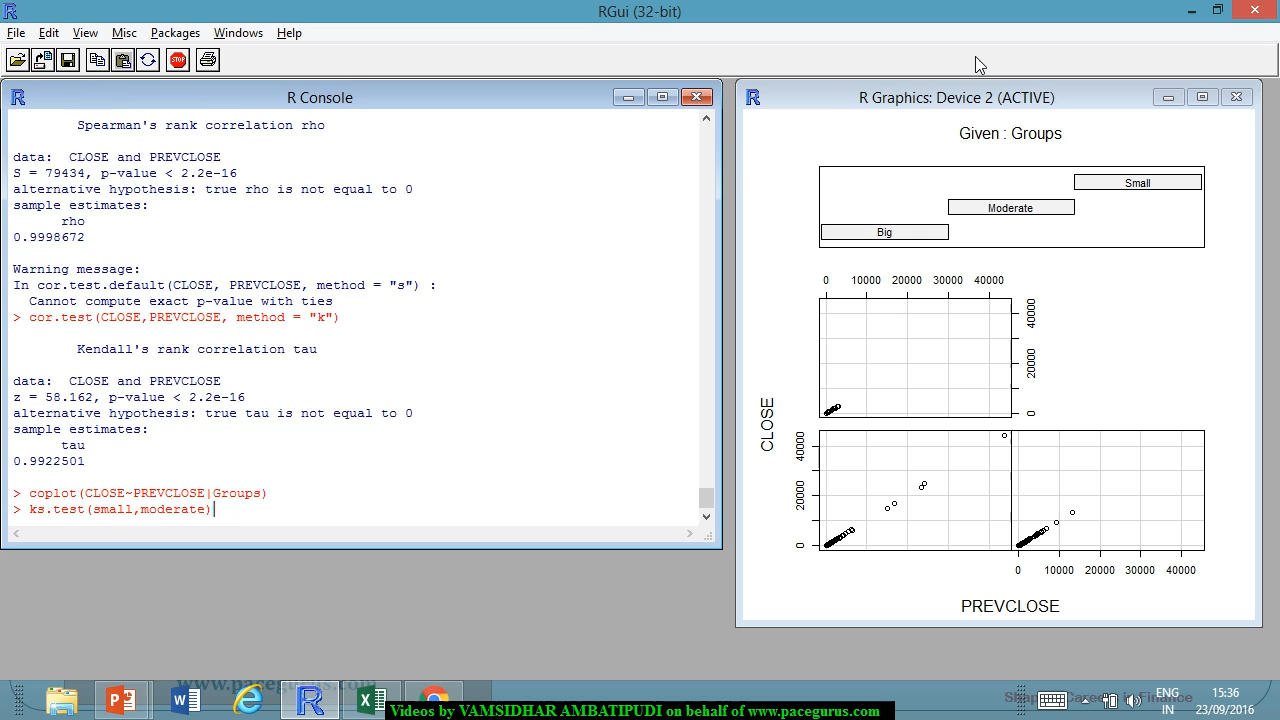 RGui (32-bit)
File Edit View Misc Packages Windows Help
STOP
R Console
Spearman's rank correlation rho
data: CLOSE and PREVCLOSE
S = 79434, p-value < 2.2e-16
alternative hypothesis: true rho is not equal to 0
sample estimates:
rho
0.9998672
Warning message:
In cor.test.default(CLOSE, PREVCLOSE, method = "s") :
Cannot compute exact p-value with ties
> cor.test(CLOSE,PREVCLOSE, method = "k")
Kendall's rank correlation tau
data: CLOSE and PREVCLOSE
z = 58.162, p-value < 2.2e-16
alternative hypothesis: true tau is not equal to 0
sample estimates:
tau
0.9922501
> coplot(CLOSE~PREVCLOSE|Groups)
> ks.test(small,moderate)
R Graphics: Device 2 (ACTIVE)
Given : Groups
Small
Moderate
Big
0 10000 20000 30000 40000
0 20000 40000
CLOSE
0 20000 40000
0 10000 20000 30000 40000
PREVCLOSE
www.pacegurus.com
ENG
IN
15:36
23/09/2016
Videos by VAMSIDHAR AMBATIPUDI on behalf of www.pacegurus.com